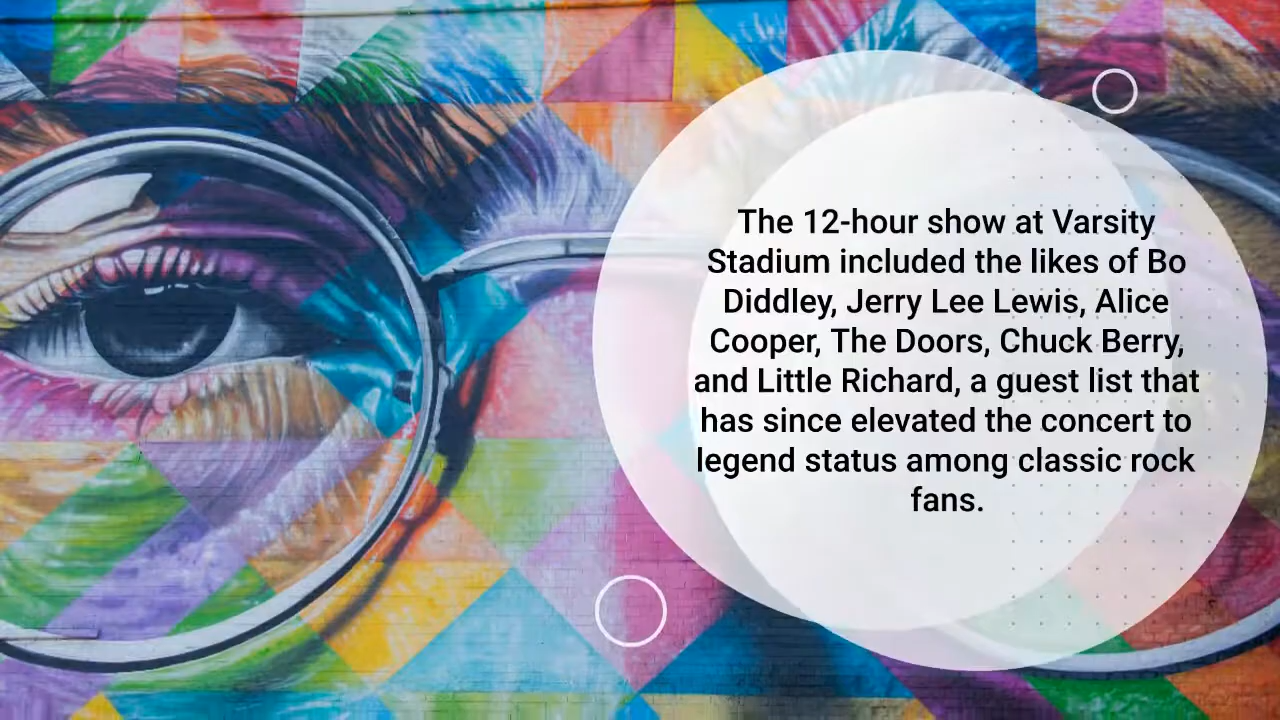 The 12-hour show at Varsity
Stadium included the likes of Bo
Diddley, Jerry Lee Lewis, Alice
Cooper, The Doors, Chuck Berry,
and Little Richard, a guest list that
has since elevated the concert to
legend status among classic rock
fans.